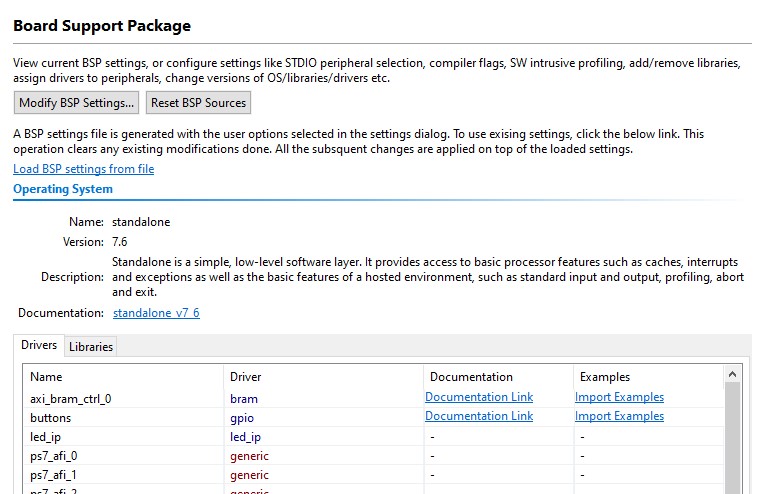 Board Support Package
View current BSP settings, or configure settings like STDIO peripheral selection, compiler flags, SW intrusive profiling, add/remove libraries,
assign drivers to peripherals, change versions of OS/libraries/drivers etc.
Modify BSP Settings... Reset BSP Sources
A BSP settings file is generated with the user options selected in the settings dialog. To use exising settings, click the below link. This
operation clears any existing modifications done. All the subsquent changes are applied on top of the loaded settings.
Load BSP settings from file
Operating System
Name: standalone
Version: 7.6
Standalone is a simple, low-level software layer. It provides access to basic processor features such as caches, interrupts
Description: and exceptions as well as the basic features of a hosted environment, such as standard input and output, profiling, abort
and exit.
Documentation: standalone_v7_6
Drivers Libraries
Name Driver Documentation Examples
axi_bram_ctrl_0 bram Documentation Link Import Examples
buttons gpio Documentation Link Import Examples
led_ip led_ip - -
ps7_afi_0 generic - -
ps7_afi_1 generic - -
ps7_afi_2 generic